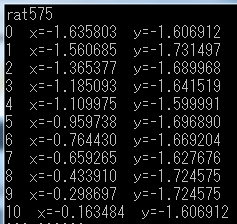 rat575
0 x=-1.635803 y=-1.606912
1 x=-1.560685 y=-1.731497
2 x=-1.365377 y=-1.689968
3 x=-1.185093 y=-1.641519
4 x=-1.109975 y=-1.599991
5 x=-0.959738 y=-1.696890
6 x=-0.764430 y=-1.669204
7 x=-0.659265 y=-1.627676
8 x=-0.433910 y=-1.724575
9 x=-0.298697 y=-1.724575
10 x=-0.163484 y=-1.606912